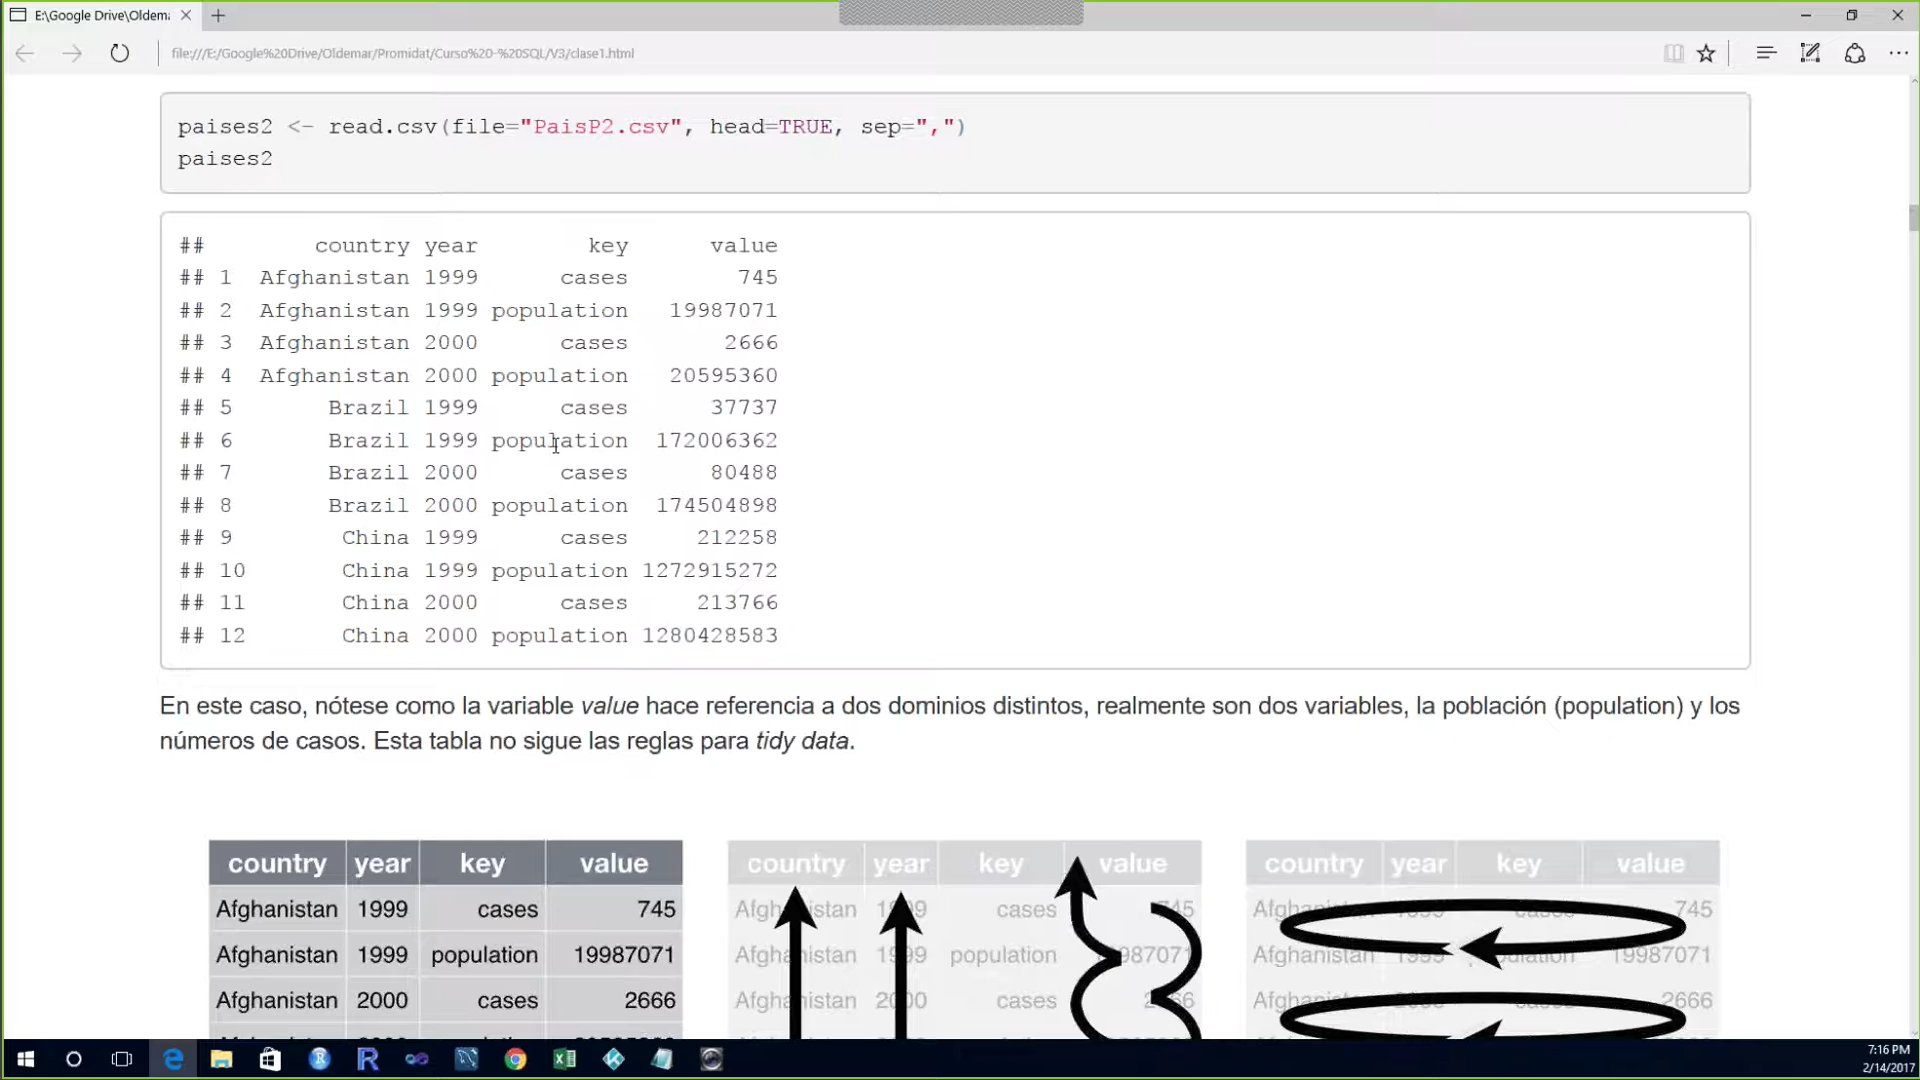 E:\Google Drive\Oldema
file:///E:/Google%20Drive/Oldemar/Promidat/Curso%20-%20SQL/V3/clase1.html
paises2 <- read.csv(file="PaisP2.csv", head=TRUE, sep=",")
paises2
## country year key value
## 1 Afghanistan 1999 cases 745
## 2 Afghanistan 1999 population 19987071
## 3 Afghanistan 2000 cases 2666
## 4 Afghanistan 2000 population 20595360
## 5 Brazil 1999 cases 37737
## 6 Brazil 1999 population 172006362
## 7 Brazil 2000 cases 80488
## 8 Brazil 2000 population 174504898
## 9 China 1999 cases 212258
## 10 China 1999 population 1272915272
## 11 China 2000 cases 213766
## 12 China 2000 population 1280428583
En este caso, nótese como la variable value hace referencia a dos dominios distintos, realmente son dos variables, la población (population) y los
números de casos. Esta tabla no sigue las reglas para tidy data.
country year key value
Afghanistan 1999 cases 745
Afghanistan 1999 population 19987071
Afghanistan 2000 cases 2666
country year key value
cases
population
cases
country year key value
745
19987071
2666
7:16 PM
2/14/2017